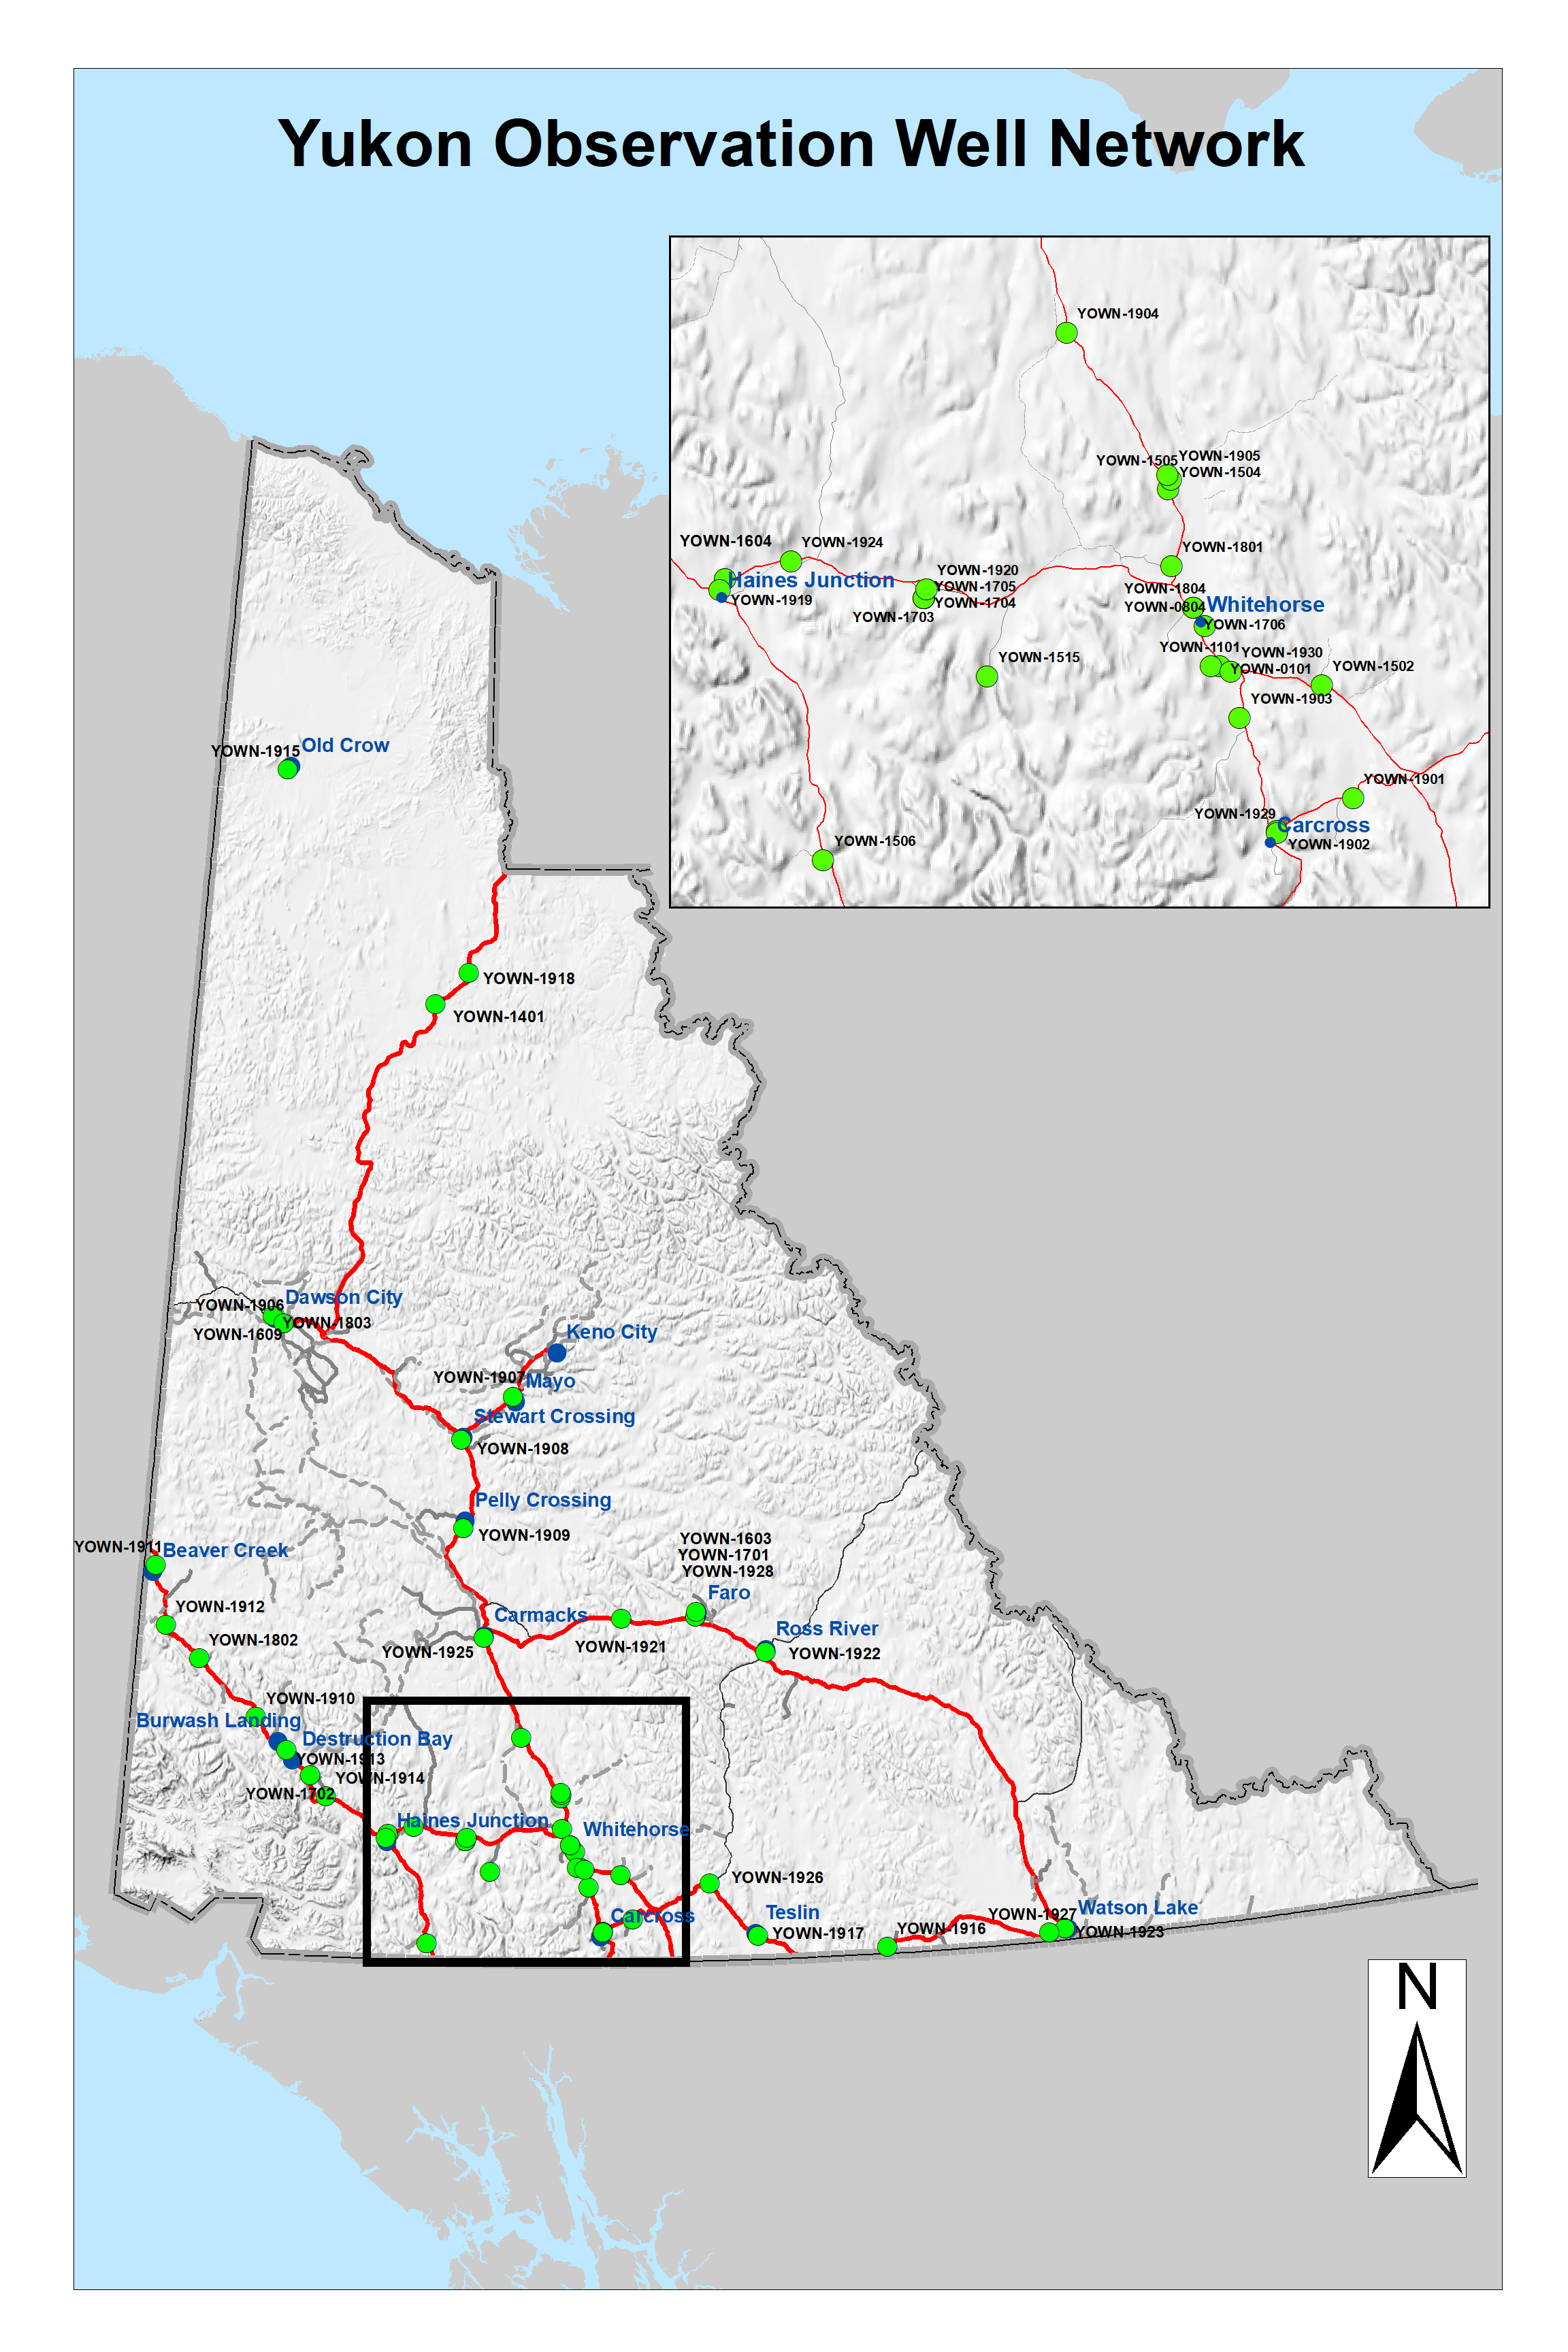 Yukon Observation Well Network
YOWN-1904
YOWN-1505
YOWN-1905
YOWN-1504
YOWN-1604
YOWN-1924
YOWN-1801
Haines Junction
YOWN-1919
YOWN-1920
YOWN-1705
YOWN-1704
YOWN-1703
YOWN-1804
YOWN-0804
Whitehorse
YOWN-1706
YOWN-1101
YOWN-1930
YOWN-0101
YOWN-1515
YOWN-1502
YOWN-1903
YOWN-1901
YOWN-1929
Carcross
YOWN-1902
YOWN-1506
YOWN-1915
Old Crow
YOWN-1918
YOWN-1401
Dawson City
YOWN-1906
YOWN-1803
YOWN-1609
Keno City
YOWN-1907
Mayo
Stewart Crossing
YOWN-1908
Pelly Crossing
YOWN-1909
YOWN-1603
YOWN-1701
YOWN-1928
Faro
YOWN-1911
Beaver Creek
YOWN-1912
Carmacks
YOWN-1921
Ross River
YOWN-1922
YOWN-1802
YOWN-1925
YOWN-1910
Burwash Landing
Destruction Bay
YOWN-1913
YOWN-1914
YOWN-1702
Haines Junction
Whitehorse
YOWN-1926
Carcross
Teslin
YOWN-1917
YOWN-1916
YOWN-1927
Watson Lake
YOWN-1923
N